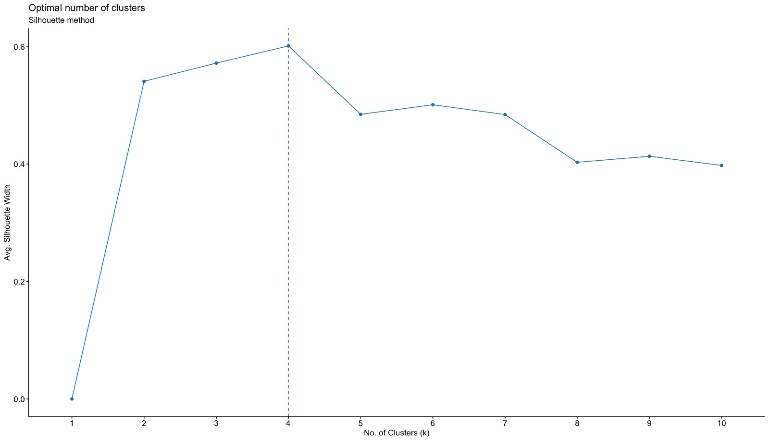 Optimal number of clusters
Silhouette method
0.6
0.4
0.2
0.0
Avg. Silhouette Width
1 2 3 4 5 6 7 8 9 10
No. of Clusters (k)